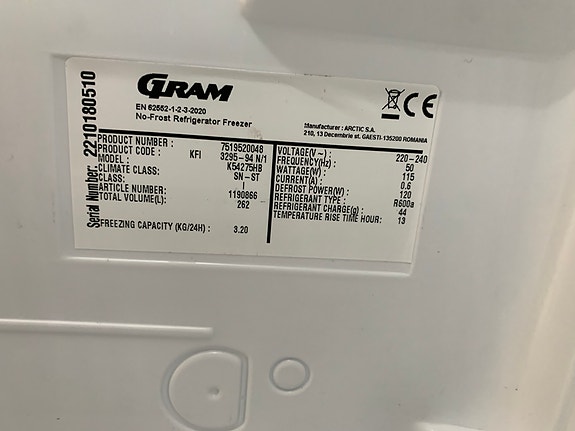 GRAM
EN 62552-1-2-3-2020
No-Frost Refrigerator Freezer
CE
Manufacturer : ARCTIC S.A.
210, 13 Decembrie st. GAESTI-135200 ROMANIA
Serial Number: 2210180510
PRODUCT NUMBER : 7519520048
PRODUCT CODE : KFI 3295-94 N/1
MODEL : K54275HB
CLIMATE CLASS: SN-ST
CLASS: I
ARTICLE NUMBER: 1190866
TOTAL VOLUME(L): 262
FREEZING CAPACITY (KG/24H) : 3.20
VOLTAGE(V ~) : 220-240
FREQUENCY(Hz) : 50
WATTAGE(W) : 115
CURRENT(A) : 0.6
DEFROST POWER(W) : 120
REFRIGERANT TYPE : R600a
REFRIGERANT CHARGE(g) : 44
TEMPERATURE RISE TIME HOUR: 13